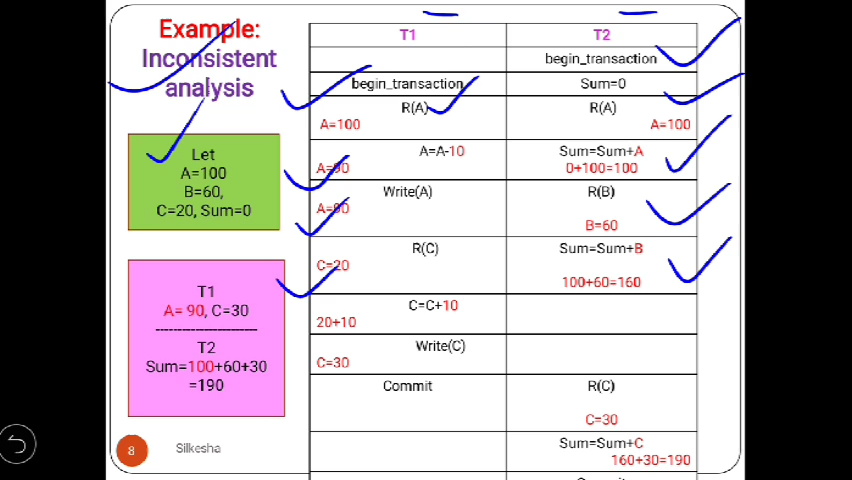 Example:
Inconsistent
analysis
Let
A=100
B=60,
C=20, Sum=0
T1
A= 90, C=30
---------------------------
T2
Sum=100+60+30
=190
8
Silkesha
T1 T2
begin_transaction
begin_transaction Sum=0
R(A) R(A)
A=100 A=100
A=A-10 Sum=Sum+A
A=90 0+100=100
Write(A) R(B)
A=90 B=60
R(C) Sum=Sum+B
C=20 100+60=160
C=C+10
20+10
Write(C)
C=30
Commit R(C)
C=30
Sum=Sum+C
160+30=190